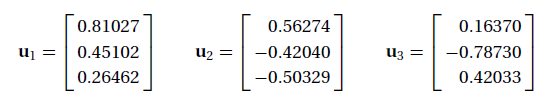 u1 = [0.81027 0.45102 0.26462] u2 = [0.56274 −0.42040 −0.50329] u3 = [0.16370 −0.78730 0.42033]